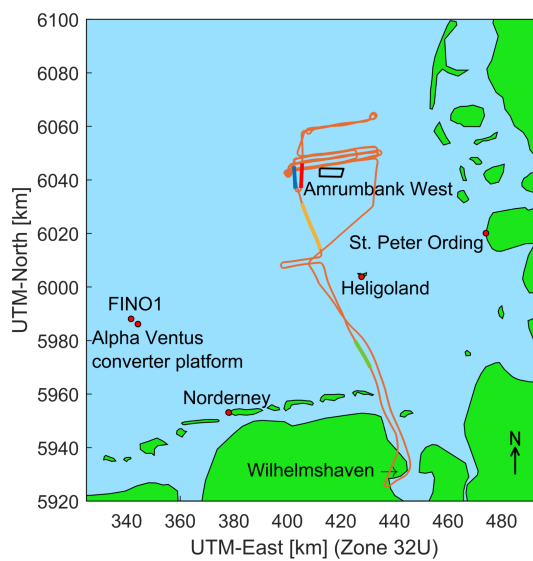 6100
6080
6060
6040
6020
6000
5980
5960
5940
5920
UTM-North [km]
Amrumbank West
St. Peter Ording
Heligoland
FINO1
Alpha Ventus
converter platform
Norderney
Wilhelmshaven
N
340 360 380 400 420 440 460 480
UTM-East [km] (Zone 32U)